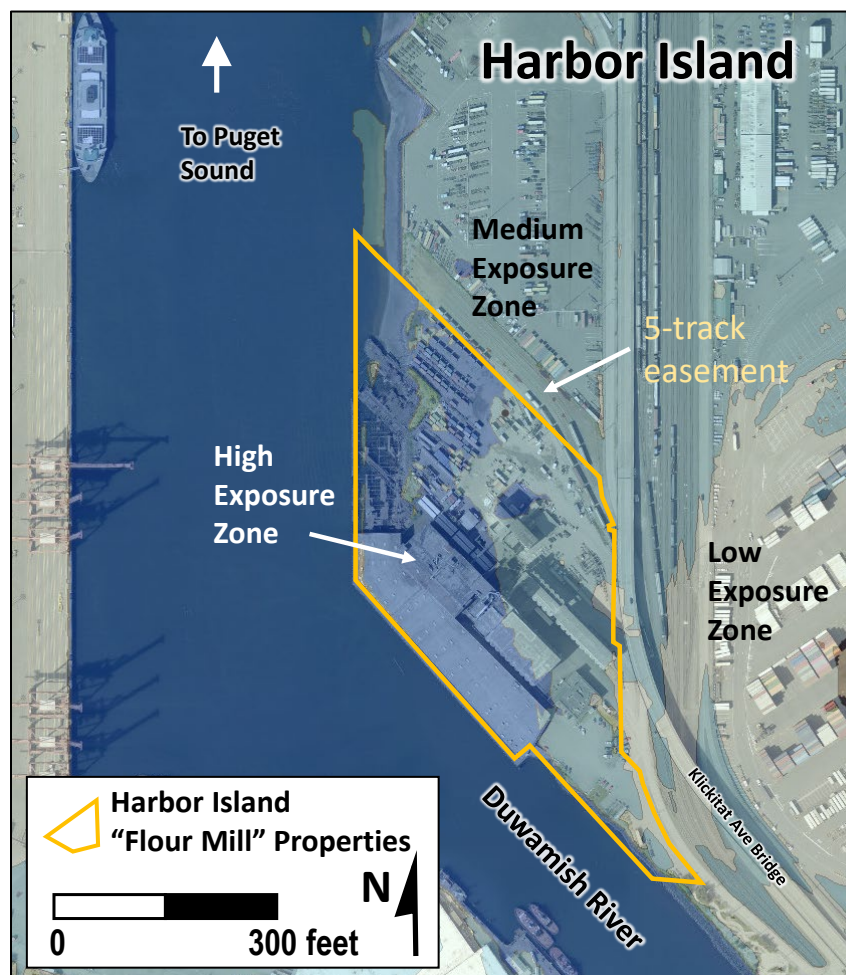 Harbor Island
To Puget
Sound
Medium
Exposure
Zone
5-track
easement
High
Exposure
Zone
Low
Exposure
Zone
Klickitat Ave Bridge
Duwamish River
Harbor Island
“Flour Mill” Properties
N
0 300 feet